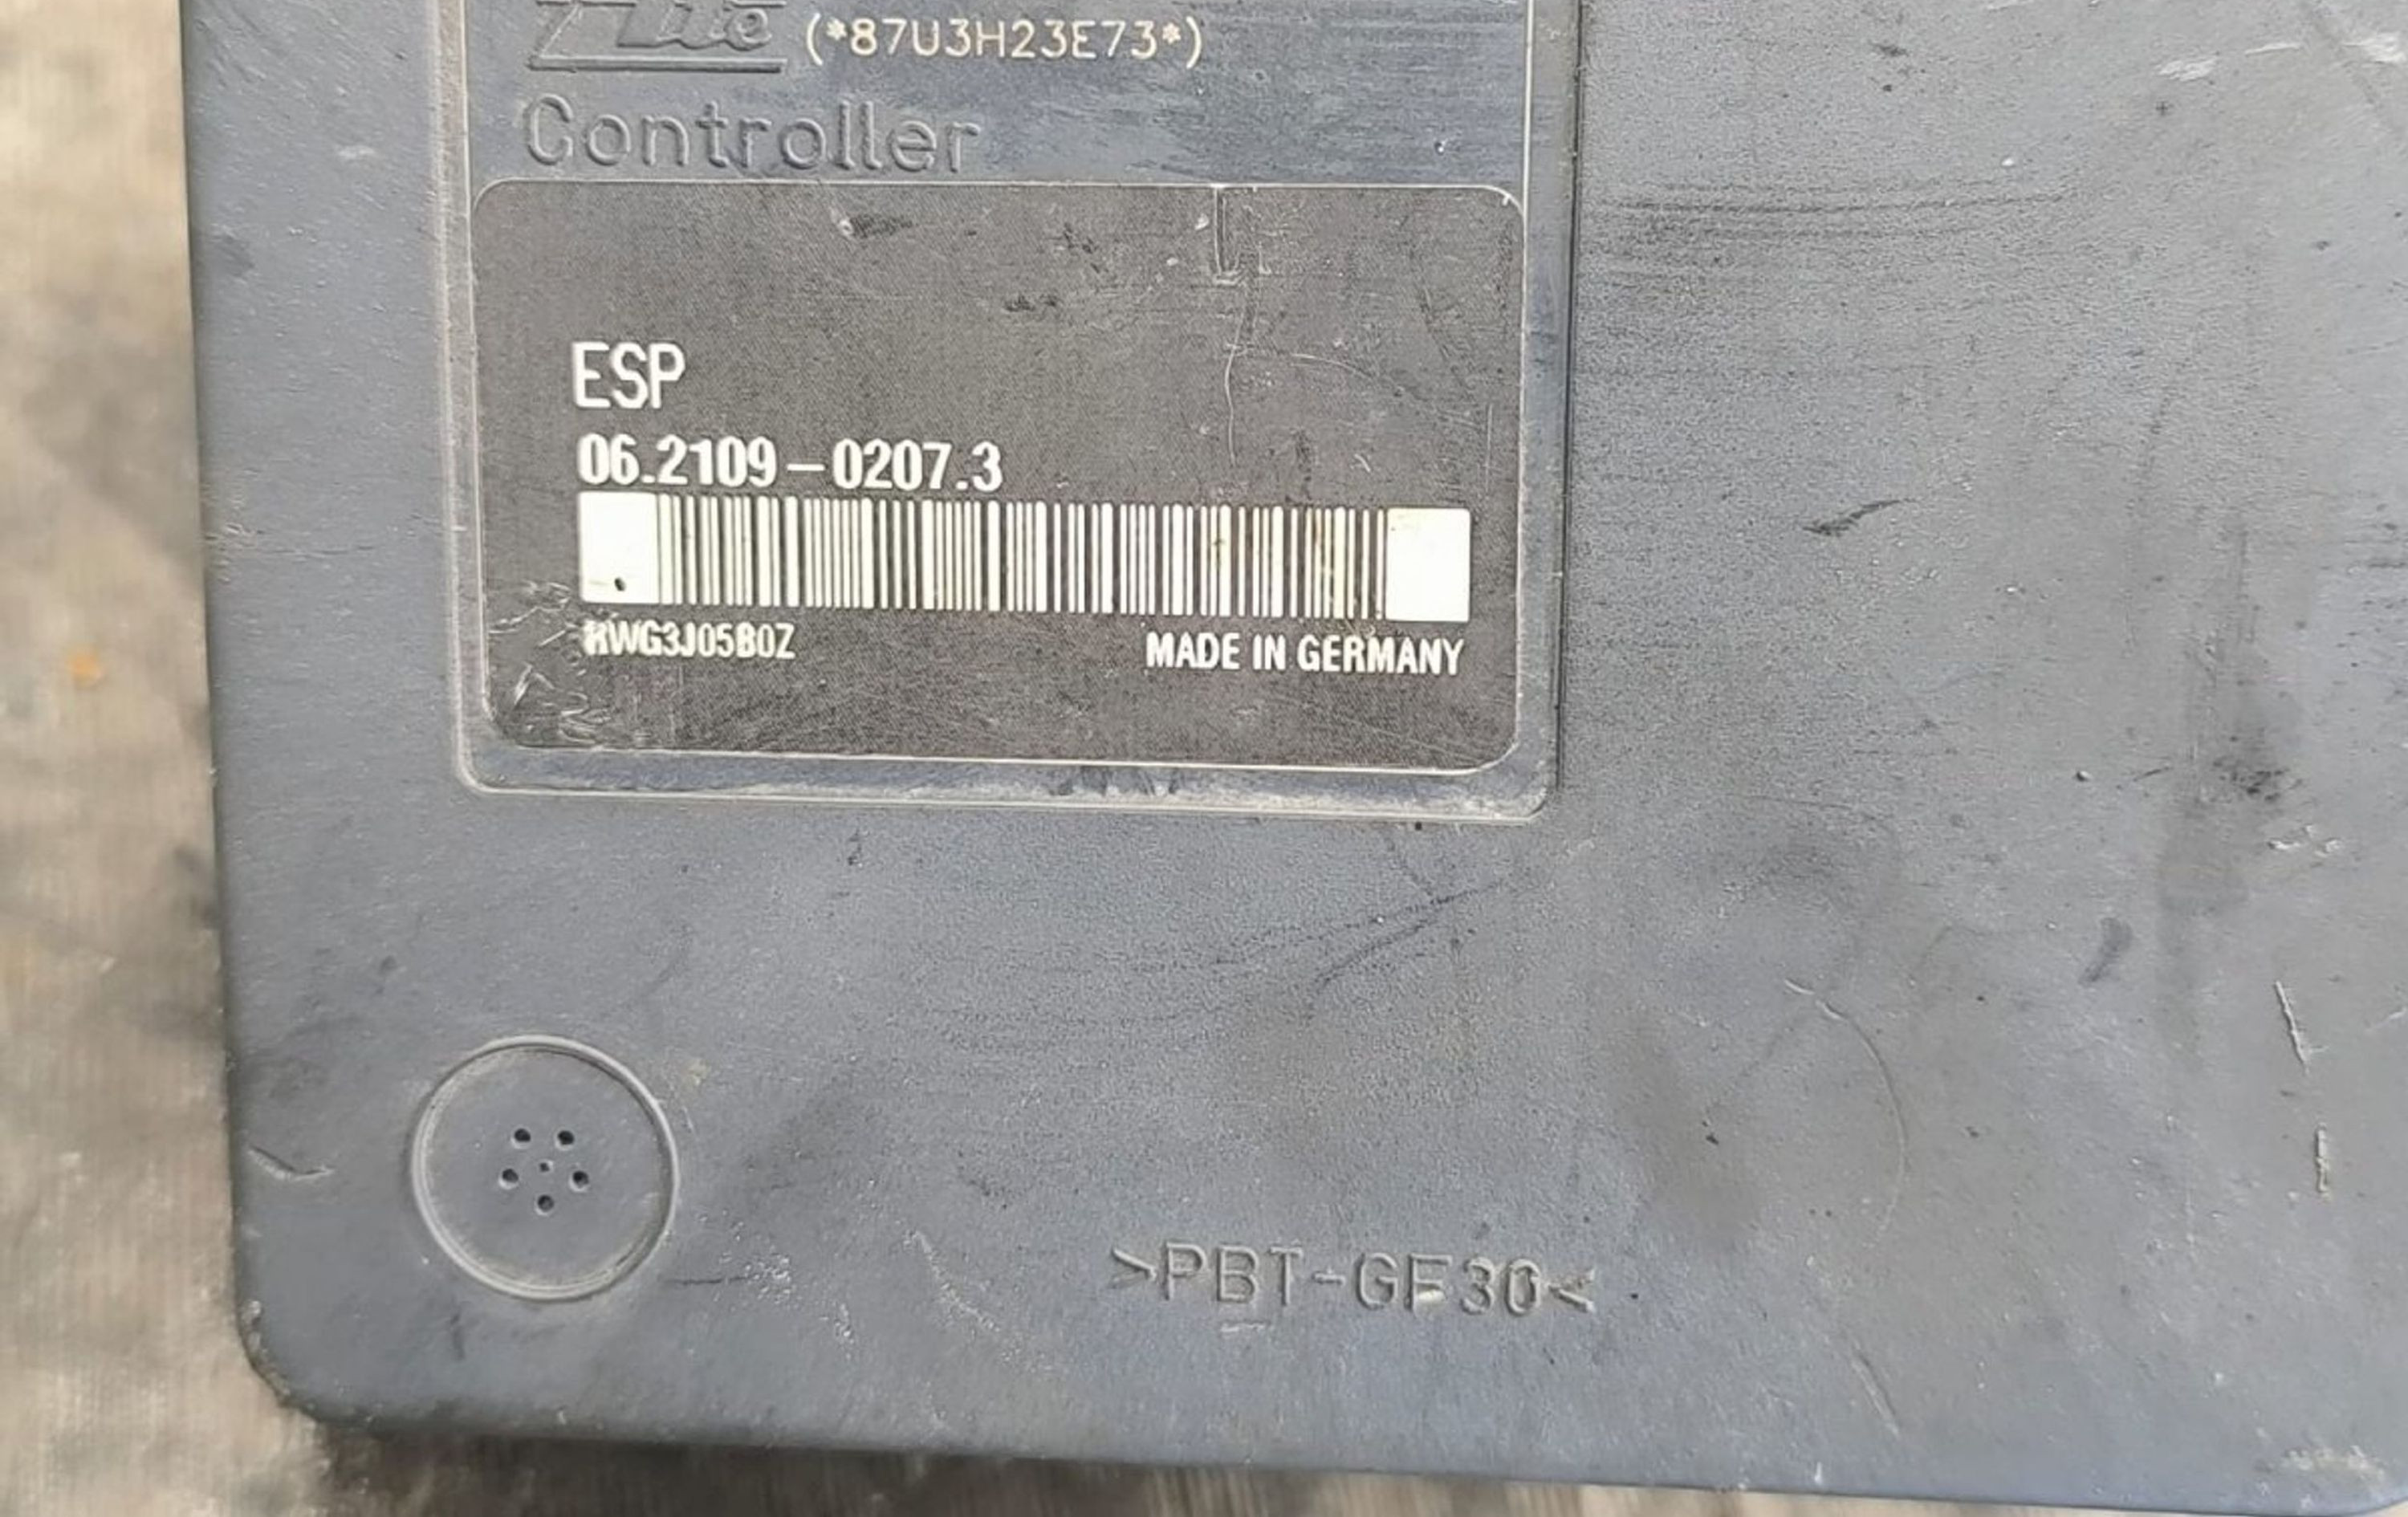 (*87U3H23E73*)
Controller
ESP
06.2109-0207.3
MADE IN GERMANY
>PBT-GF30<